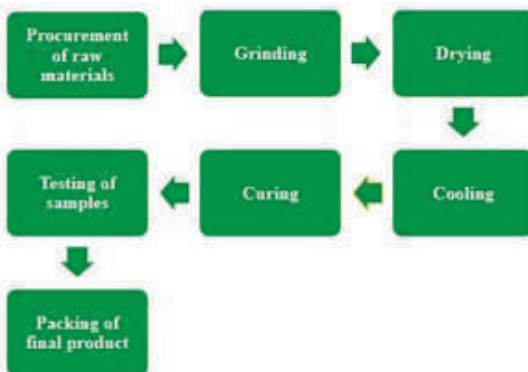 Procurement
of raw
materials
Grinding
Drying
Cooling
Curing
Testing of
samples
Packing of
final product